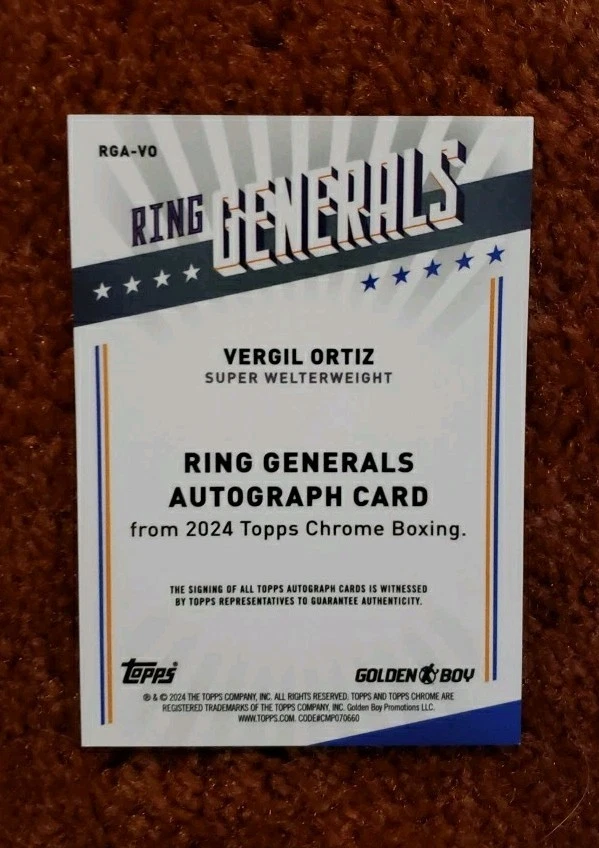 RGA-VO
RING GENERALS
VERGIL ORTIZ
SUPER WELTERWEIGHT
RING GENERALS
AUTOGRAPH CARD
from 2024 Topps Chrome Boxing.
THE SIGNING OF ALL TOPPS AUTOGRAPH CARDS IS WITNESSED
BY TOPPS REPRESENTATIVES TO GUARANTEE AUTHENTICITY.
Topps GOLDEN BOY
® & © 2024 THE TOPPS COMPANY, INC. ALL RIGHTS RESERVED. TOPPS AND TOPPS CHROME ARE
REGISTERED TRADEMARKS OF THE TOPPS COMPANY, INC. Golden Boy Promotions LLC.
WWW.TOPPS.COM. CODE#CMP070660